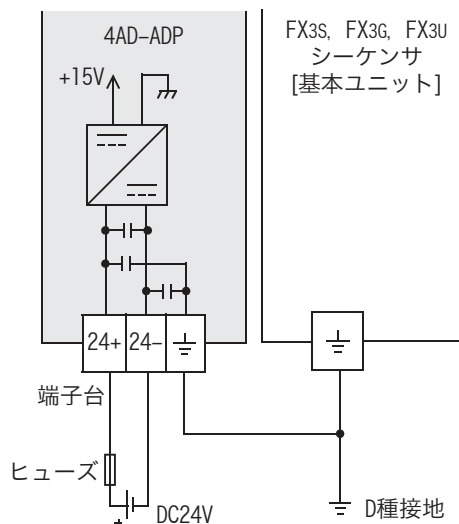 4AD-ADP
+15V
FX3S, FX3G, FX3U
シーケンサ
[基本ユニット]
24+
24-
端子台
ヒューズ
+
DC24V
D種接地